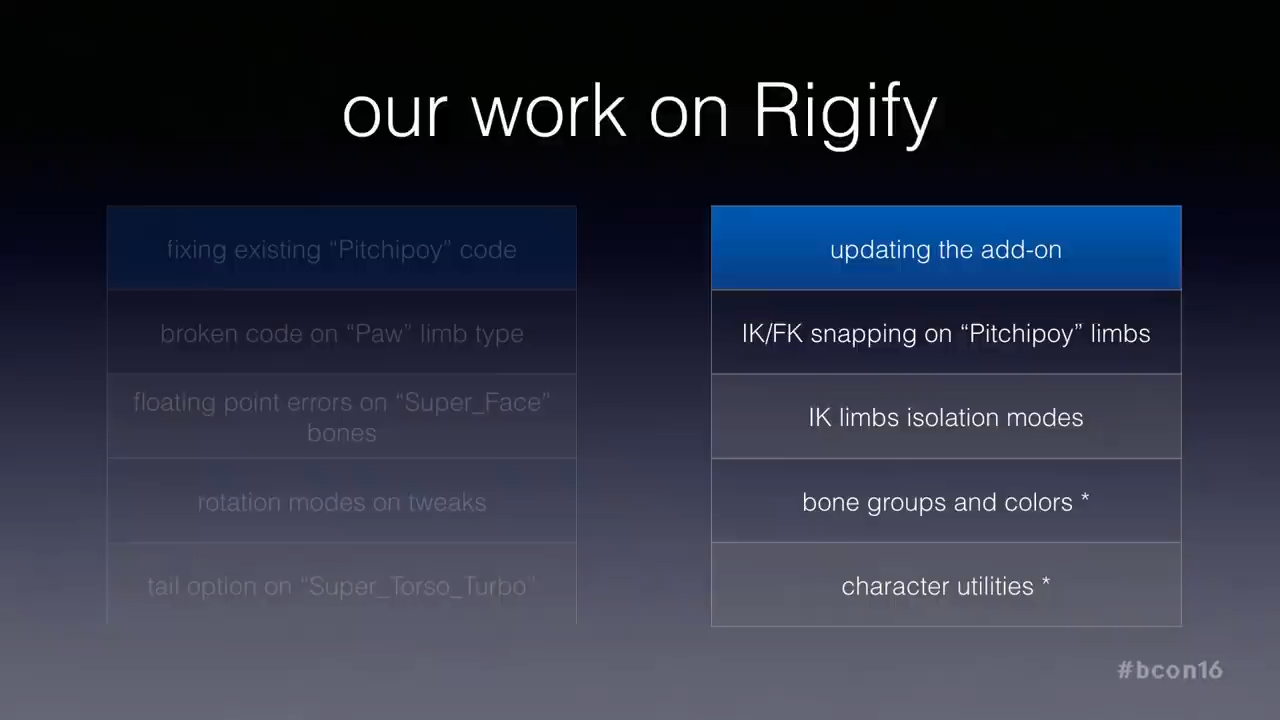 our work on Rigify
fixing existing “Pitchipoy” code
broken code on “Paw” limb type
floating point errors on “Super_Face”
bones
rotation modes on tweaks
tail option on “Super_Torso_Turbo”
updating the add-on
IK/FK snapping on “Pitchipoy” limbs
IK limbs isolation modes
bone groups and colors *
character utilities *
#bcon16